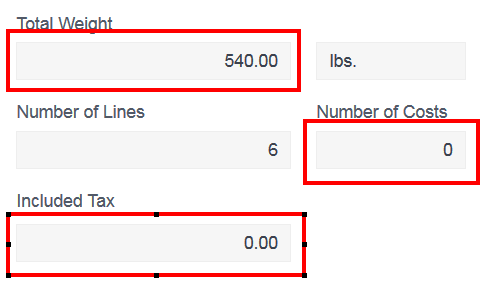 Total Weight
540.00 lbs.
Number of Lines Number of Costs
6 0
Included Tax
0.00